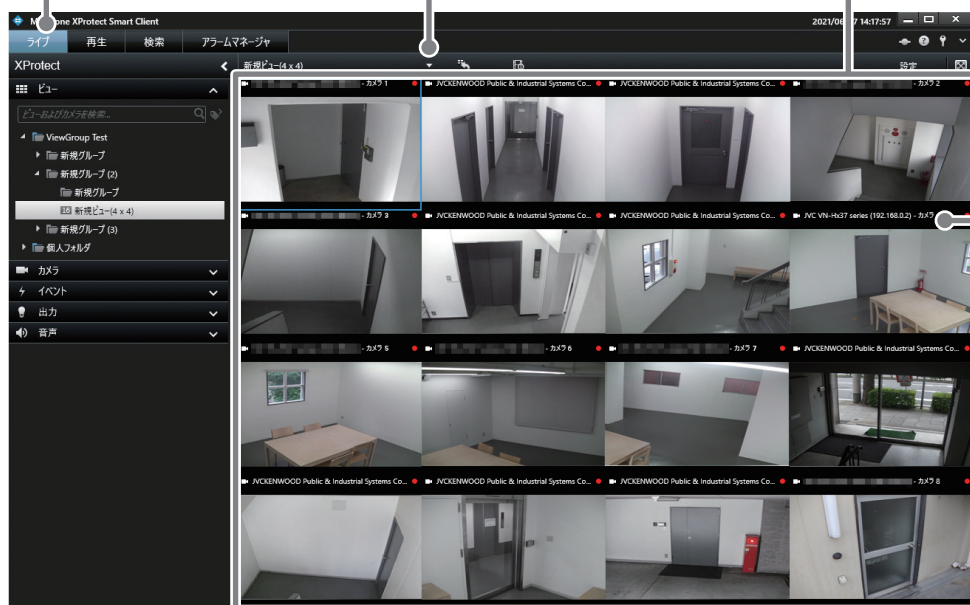 M one XProtect Smart Client
2021/06 7 14:17:57
ライブ 再生 検索 アラームマネージャ
XProtect
新規ビュー(4 x 4)
設定
ビュー
ビューおよびカメラを検索...
ViewGroup Test
新規グループ
新規グループ (2)
新規グループ
新規ビュー(4 x 4)
新規グループ (3)
個人フォルダ
カメラ
イベント
出力
音声
- カメラ 1
JVCKENWOOD Public & Industrial Systems Co...
JVCKENWOOD Public & Industrial Systems Co...
- カメラ 2
- カメラ 3
JVCKENWOOD Public & Industrial Systems Co...
JVCKENWOOD Public & Industrial Systems Co...
JVC VN-Hx37 series (192.168.0.2) - カメラ
- カメラ 5
- カメラ 6
- カメラ 7
JVCKENWOOD Public & Industrial Systems Co...
JVCKENWOOD Public & Industrial Systems Co...
JVCKENWOOD Public & Industrial Systems Co...
JVCKENWOOD Public & Industrial Systems Co...
- カメラ 8